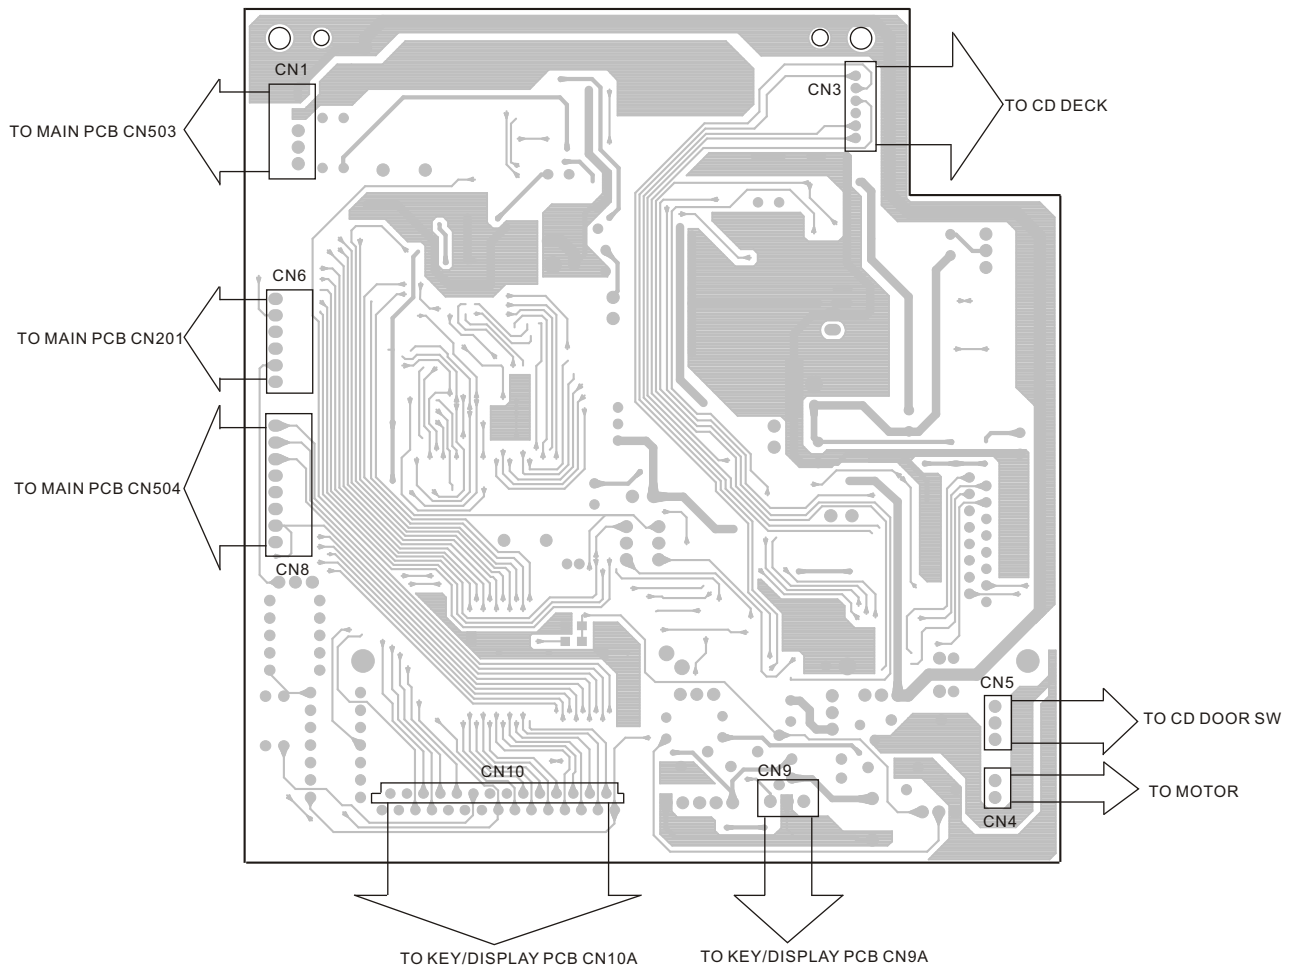 CN1
CN3
TO CD DECK
TO MAIN PCB CN503
CN6
TO MAIN PCB CN201
TO MAIN PCB CN504
CN8
CN5
TO CD DOOR SW
CN10
CN9
TO MOTOR
CN4
TO KEY/DISPLAY PCB CN10A
TO KEY/DISPLAY PCB CN9A